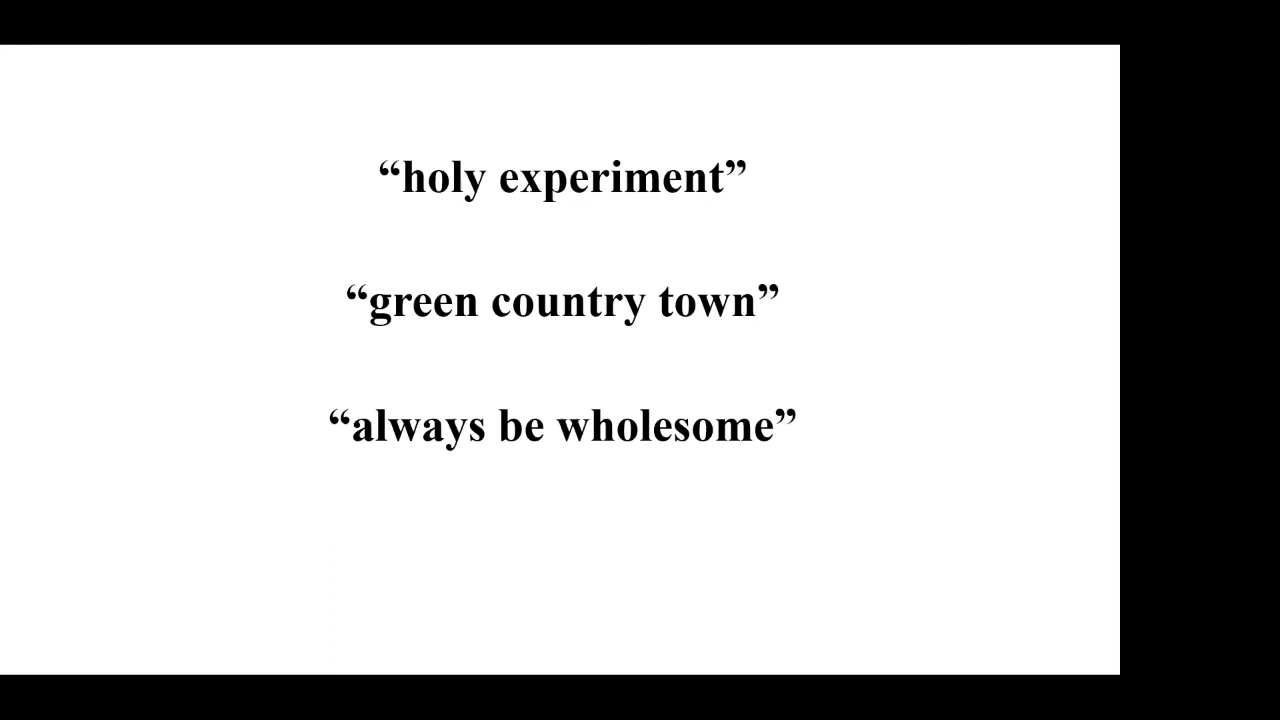 “holy experiment”
“green country town”
“always be wholesome”